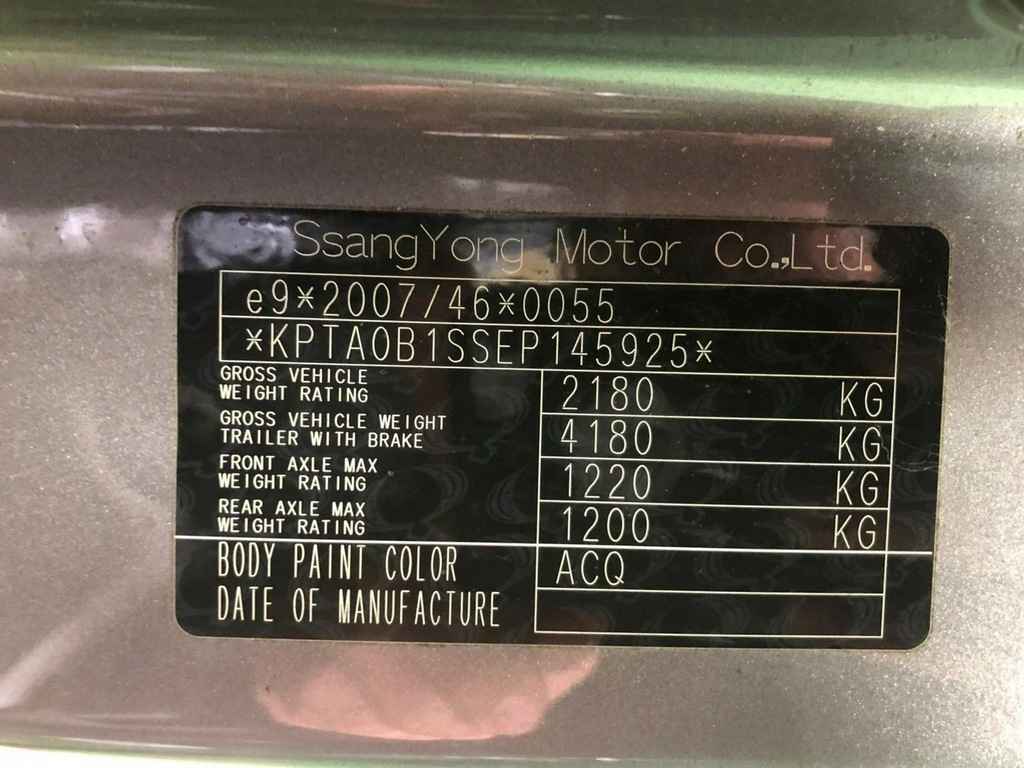 SsangYong Motor Co.,Ltd.
e9*2007/46*0055
*KPTA0B1SSEP145925*
GROSS VEHICLE
WEIGHT RATING
2180 KG
GROSS VEHICLE WEIGHT
TRAILER WITH BRAKE
4180 KG
FRONT AXLE MAX
WEIGHT RATING
1220 KG
REAR AXLE MAX
WEIGHT RATING
1200 KG
BODY PAINT COLOR ACQ
DATE OF MANUFACTURE